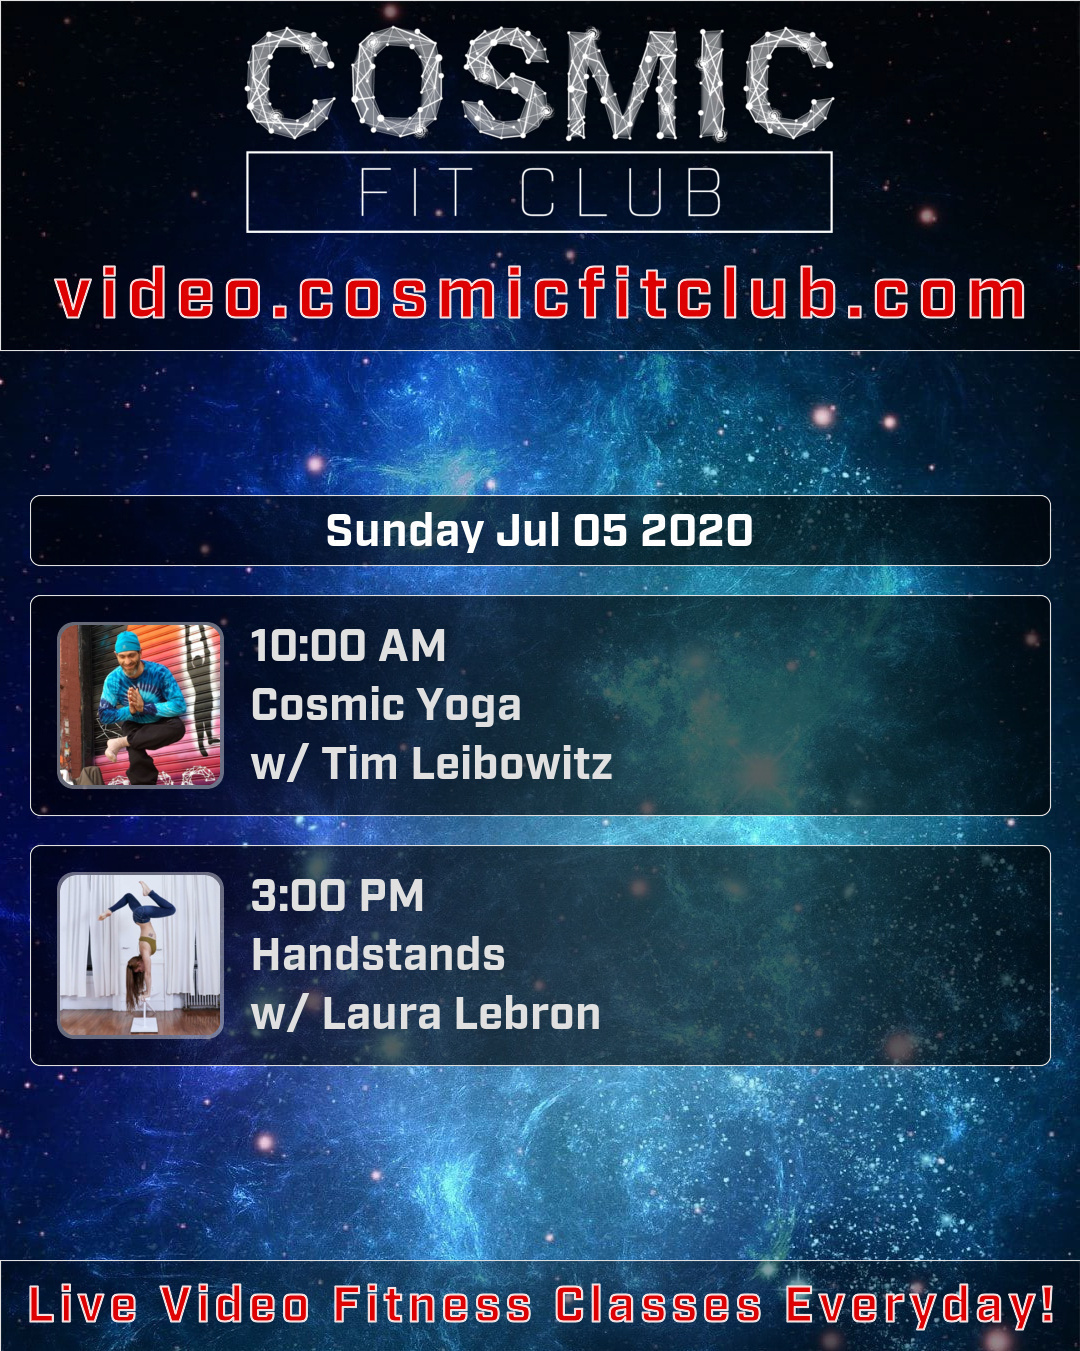 COSMIC
FIT CLUB
video.cosmicfitclub.com
Sunday Jul 05 2020
10:00 AM
Cosmic Yoga
w/ Tim Leibowitz
3:00 PM
Handstands
w/ Laura Lebron
Live Video Fitness Classes Everyday!